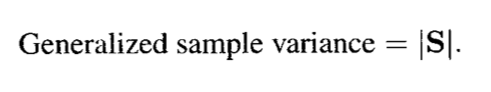 Generalized sample variance = |S|.